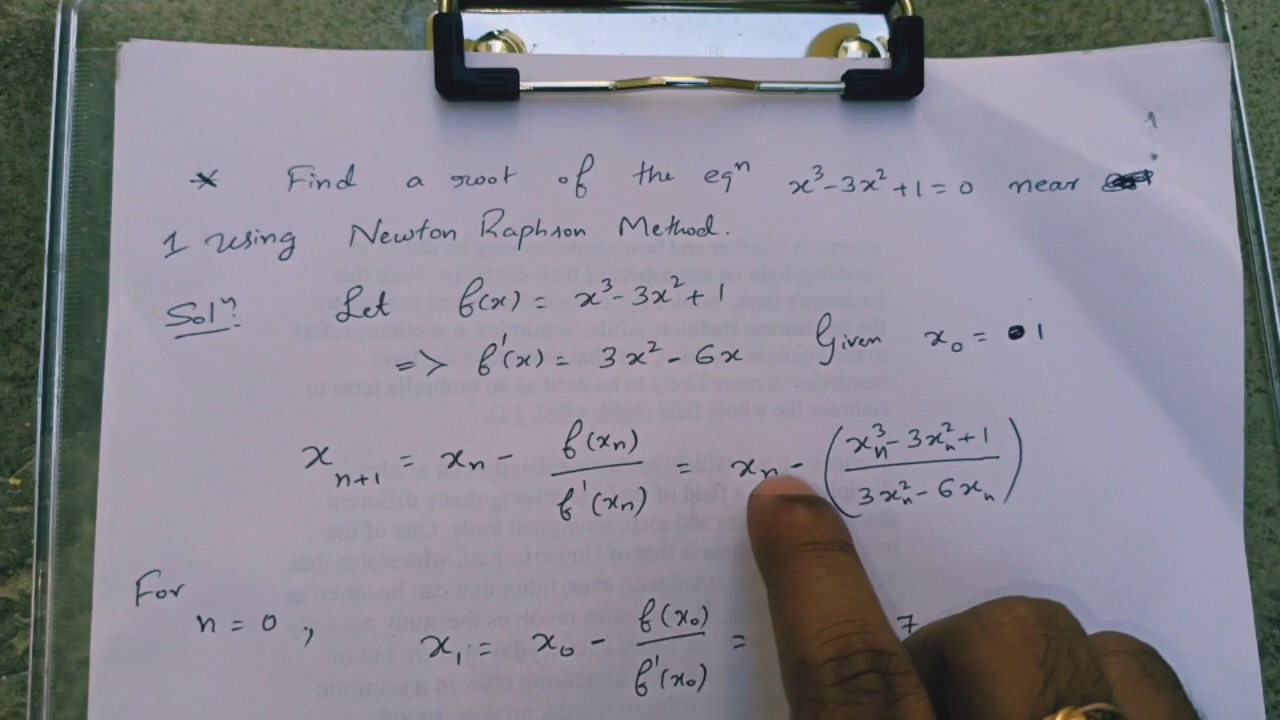 * Find a root of the eqⁿ x³-3x²+1=0 near
1 using Newton Raphson Method.
Solⁿ: Let f(x) = x³-3x²+1
=> f'(x) = 3x²-6x Given x₀ = 1
xₙ₊₁ = xₙ - f(xₙ)/f'(xₙ) = xₙ - ((xₙ³-3xₙ²+1)/(3xₙ²-6xₙ))
For
n = 0, x₁ = x₀ - f(x₀)/f'(x₀) =